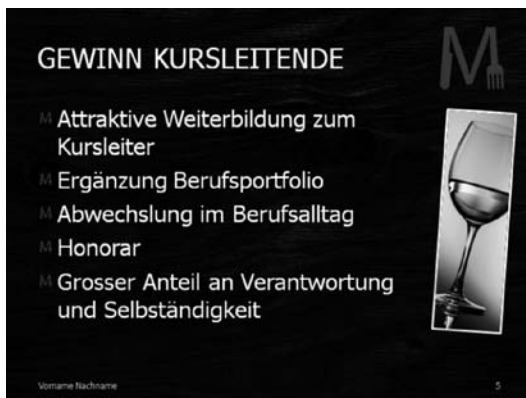 GEWINN KURSLEITENDE
M
M Attraktive Weiterbildung zum
Kursleiter
M Ergänzung Berufsportfolio
M Abwechslung im Berufsalltag
M Honorar
M Grosser Anteil an Verantwortung
und Selbständigkeit
Vorname Nachname
5